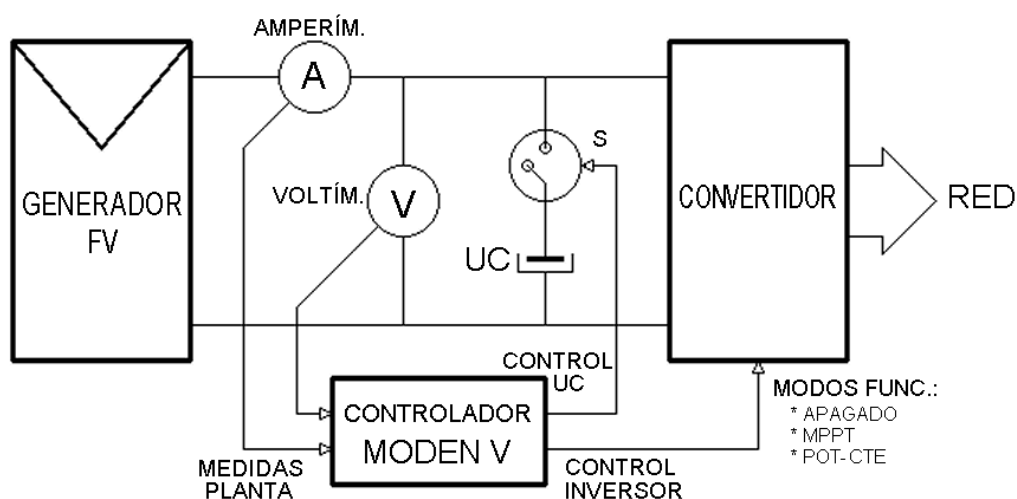 AMPERÍM.
A
GENERADOR
FV
VOLTÍM.
V
S
UC
CONVERTIDOR
RED
CONTROL
UC
CONTROLADOR
MODEN V
MEDIDAS
PLANTA
CONTROL
INVERSOR
MODOS FUNC.:
* APAGADO
* MPPT
* POT-CTE